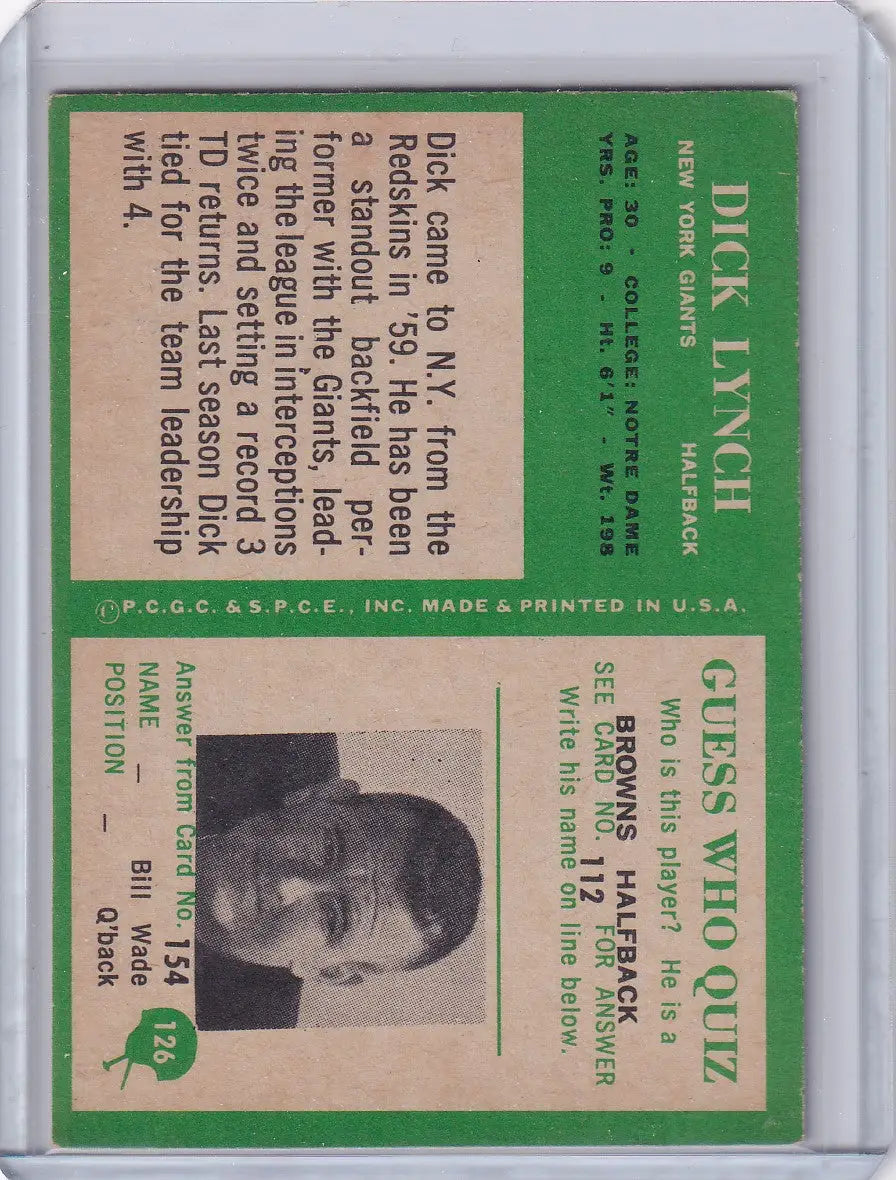 DICK LYNCH
NEW YORK GIANTS HALFBACK
AGE: 30 - COLLEGE: NOTRE DAME
YRS. PRO: 9 - Ht. 6'1" - Wt. 198
Dick came to N.Y. from the
Redskins in '59. He has been
a standout backfield per-
former with the Giants, lead-
ing the league in interceptions
twice and setting a record 3
TD returns. Last season Dick
tied for the team leadership
with 4.
©P.C.G.C. & S.P.C.E., INC. MADE & PRINTED IN U.S.A.
GUESS WHO QUIZ
Who is this player? He is a
BROWNS HALFBACK
SEE CARD NO. 112 FOR ANSWER
Write his name on line below.
Answer from Card No. 154
NAME — Bill Wade
POSITION — Q'back
126